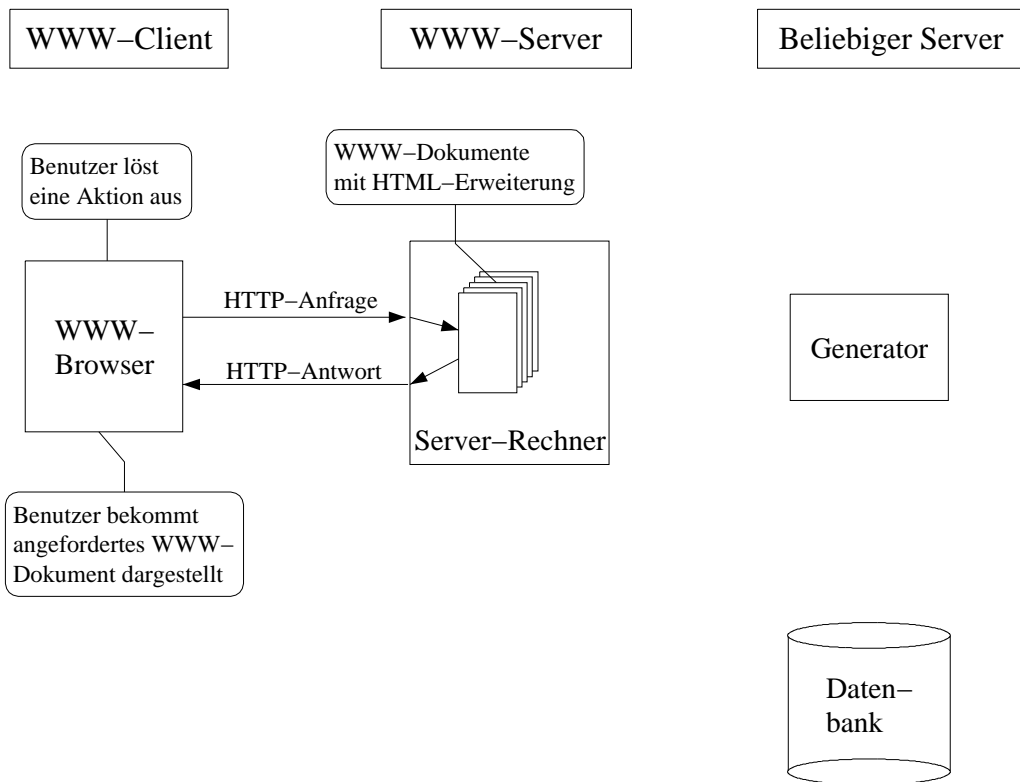 WWW−Client
WWW−Server
Beliebiger Server
Benutzer löst
eine Aktion aus
WWW−Dokumente
mit HTML−Erweiterung
WWW−
Browser
HTTP−Anfrage
HTTP−Antwort
Server−Rechner
Generator
Benutzer bekommt
angefordertes WWW−
Dokument dargestellt
Daten−
bank